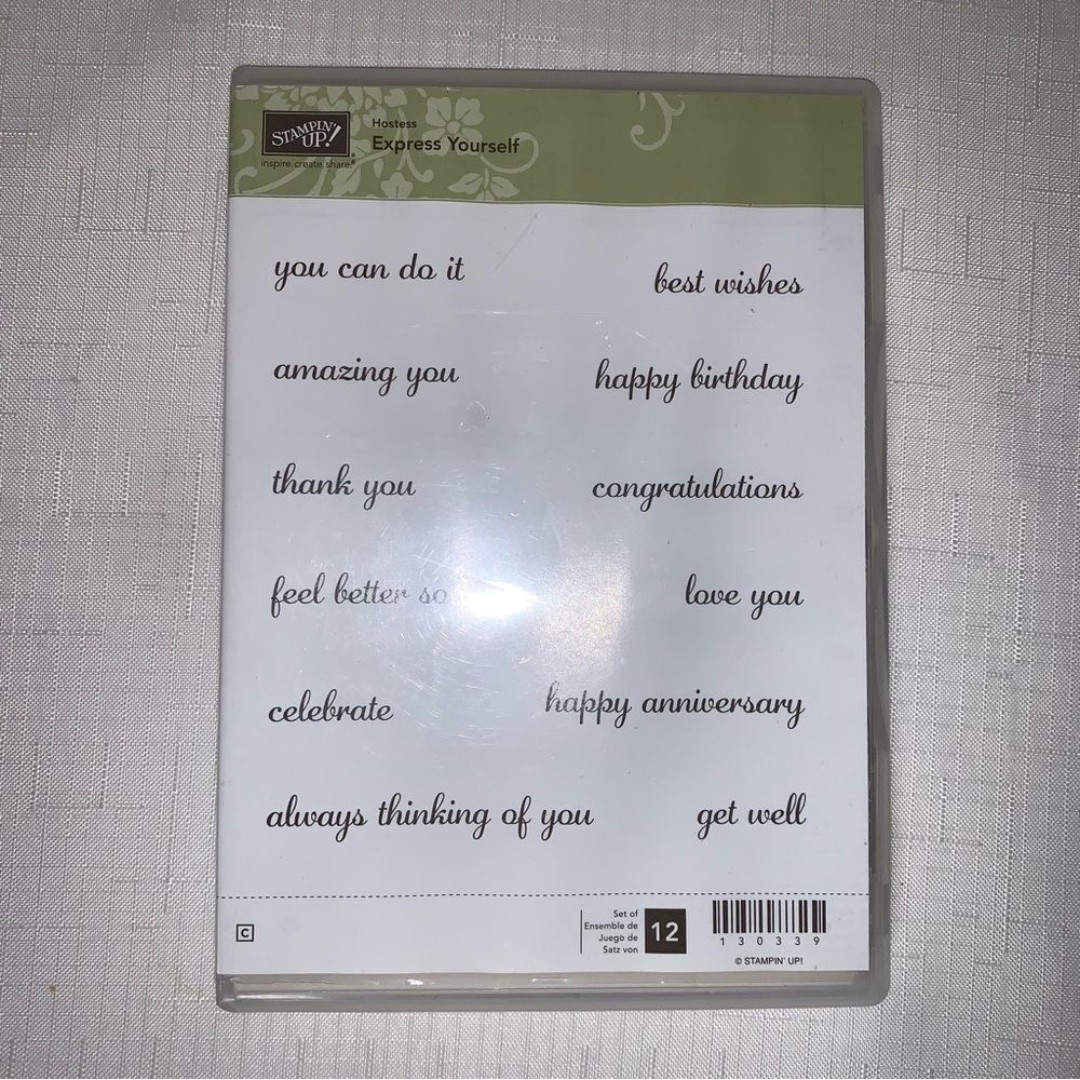 STAMPIN' UP!
inspire. create. share.
Hostess
Express Yourself
you can do it
best wishes
amazing you
happy birthday
thank you
congratulations
feel better
love you
celebrate
happy anniversary
always thinking of you
get well
C
Set of
Ensemble de
Juego de
Satz von
12
130339
© STAMPIN' UP!